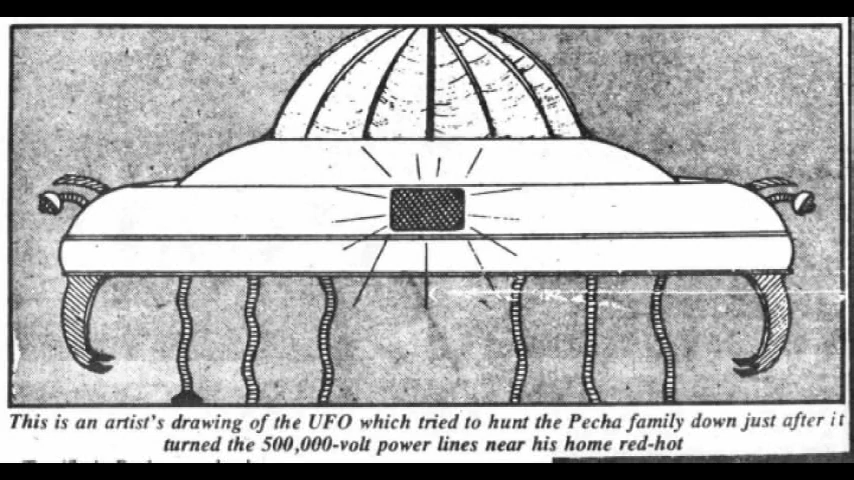 This is an artist's drawing of the UFO which tried to hunt the Pecha family down just after it
turned the 500,000-volt power lines near his home red-hot